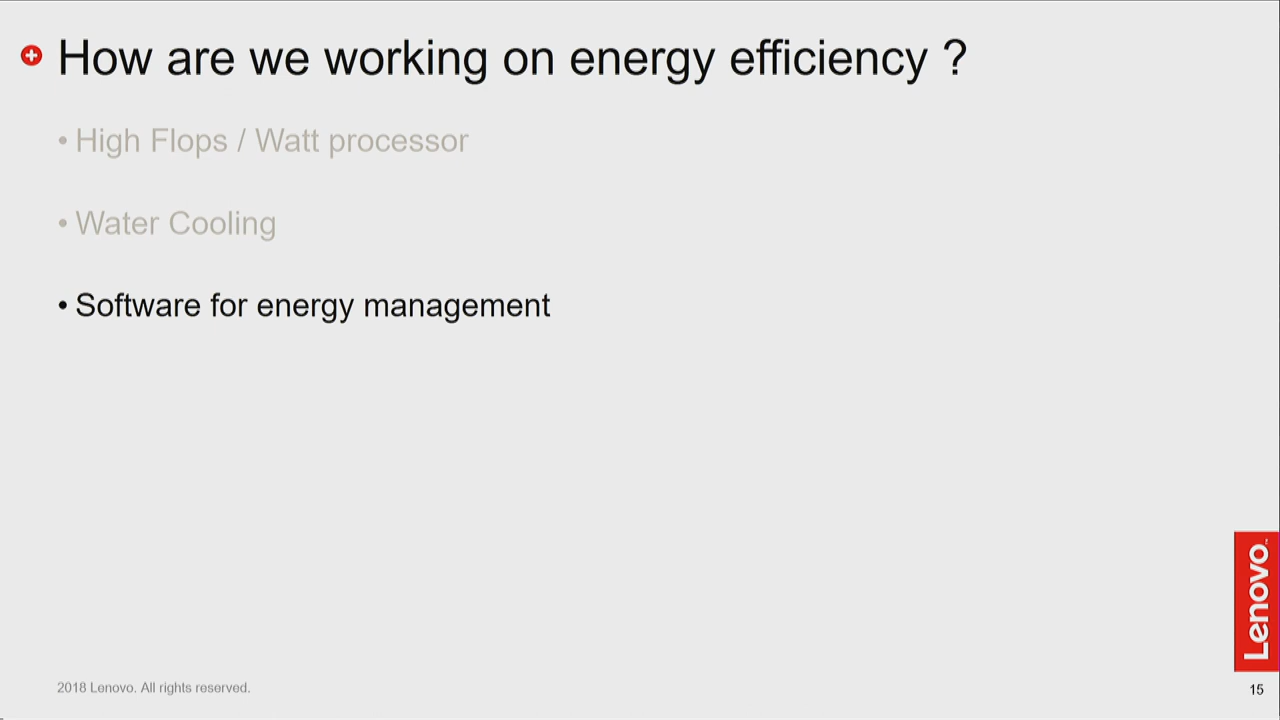 How are we working on energy efficiency ?
• High Flops / Watt processor
• Water Cooling
• Software for energy management
Lenovo™
2018 Lenovo. All rights reserved.
15